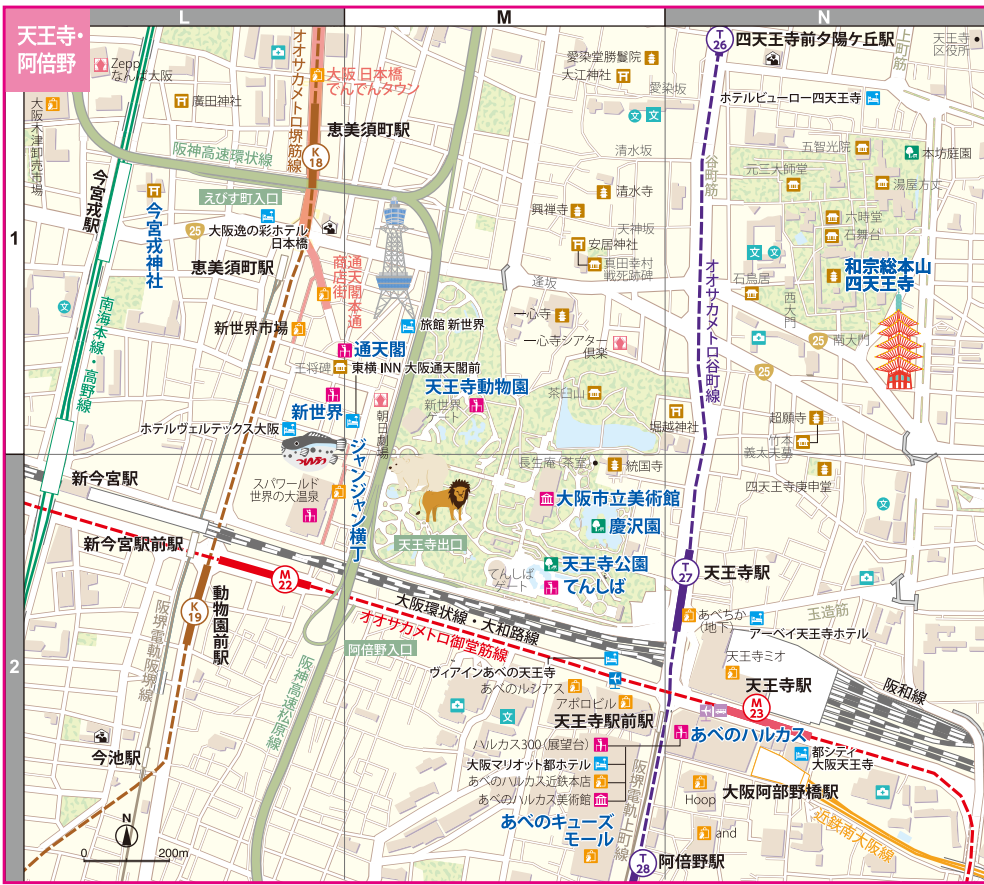 天王寺・
阿倍野
L
M
N
1
2
Zepp
なんば大阪
大阪木津卸売市場
廣田神社
オオサカメトロ堺筋線
大阪 日本橋
でんでんタウン
恵美須町駅
K
18
阪神高速環状線
えびす町入口
今宮戎駅
今宮戎神社
25
大阪逸の彩ホテル
日本橋
恵美須町駅
通天閣本通
商店街
新世界市場
南海本線・高野線
通天閣
王将碑
東横 INN 大阪通天閣前
旅館 新世界
新世界
朝日劇場
ホテルヴェルテックス大阪
つぼらや
ジャンジャン横丁
スパワールド
世界の大温泉
愛染堂勝鬘院
大江神社
愛染坂
清水坂
清水寺
興禅寺
天神坂
安居神社
真田幸村
戦死跡碑
逢坂
一心寺
一心寺シアター
倶楽
天王寺動物園
新世界
ゲート
茶臼山
堀越神社
長生庵(茶室)
統国寺
大阪市立美術館
慶沢園
天王寺出口
天王寺公園
てんしば
てんしば
ゲート
T
26
四天王寺前夕陽ケ丘駅
上町筋
天王寺
区役所
ホテルビューロー四天王寺
谷町筋
五智光院
本坊庭園
元三大師堂
湯屋方丈
六時堂
石舞台
和宗総本山
四天王寺
石鳥居
西大門
南大門
25
25
オオサカメトロ谷町線
超願寺
竹本
義太夫墓
四天王寺庚申堂
新今宮駅
新今宮駅前駅
M
22
K
19
動物園前駅
阪堺電軌阪堺線
今池駅
大阪環状線・大和路線
オオサカメトロ御堂筋線
阿倍野入口
阪神高速松原線
T
27
天王寺駅
あべちか
(地下)
アーベイ天王寺ホテル
玉造筋
天王寺ミオ
天王寺駅
阪和線
M
23
ヴィアインあべの天王寺
あべのルシアス
アポロビル
天王寺駅前駅
あべのハルカス
ハルカス300(展望台)
大阪マリオット都ホテル
あべのハルカス近鉄本店
あべのハルカス美術館
あべのキューズ
モール
都シティ
大阪天王寺
大阪阿部野橋駅
Hoop
and
近鉄南大阪線
阪堺電軌上町線
T
28
阿倍野駅
N
0
200m